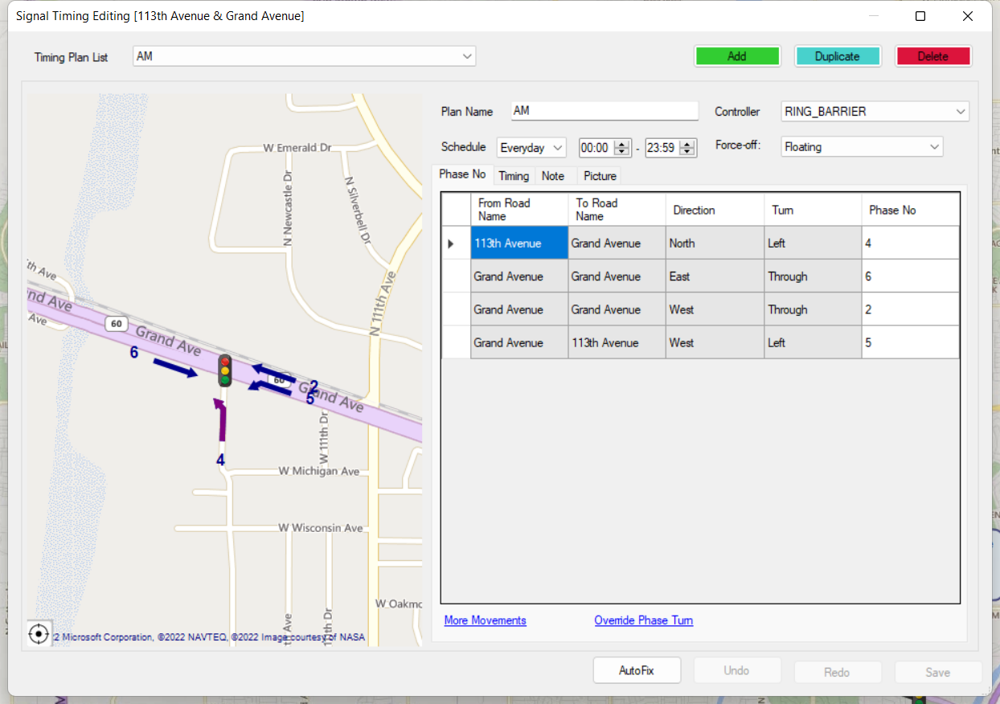 Signal Timing Editing [113th Avenue & Grand Avenue]
Timing Plan List
AM
Add
Duplicate
Delete
Plan Name
AM
Controller
RING_BARRIER
Schedule
Everyday
00:00
-
23:59
Force-off:
Floating
Phase No
Timing
Note
Picture
From Road Name
To Road Name
Direction
Turn
Phase No
113th Avenue
Grand Avenue
North
Left
4
Grand Avenue
Grand Avenue
East
Through
6
Grand Avenue
Grand Avenue
West
Through
2
Grand Avenue
113th Avenue
West
Left
5
W Emerald Dr
N Newcastle Dr
N Silverbell Dr
N 111th Ave
th Ave
nd Ave
Ave
60
Grand Ave
6
60
2
5
Grand Ave
W 111th Dr
4
W Michigan Ave
W Wisconsin Ave
W Oakmo
th Ave
th Dr
2 Microsoft Corporation, ©2022 NAVTEQ, ©2022 Image courtesy of NASA
More Movements
Override Phase Turn
AutoFix
Undo
Redo
Save